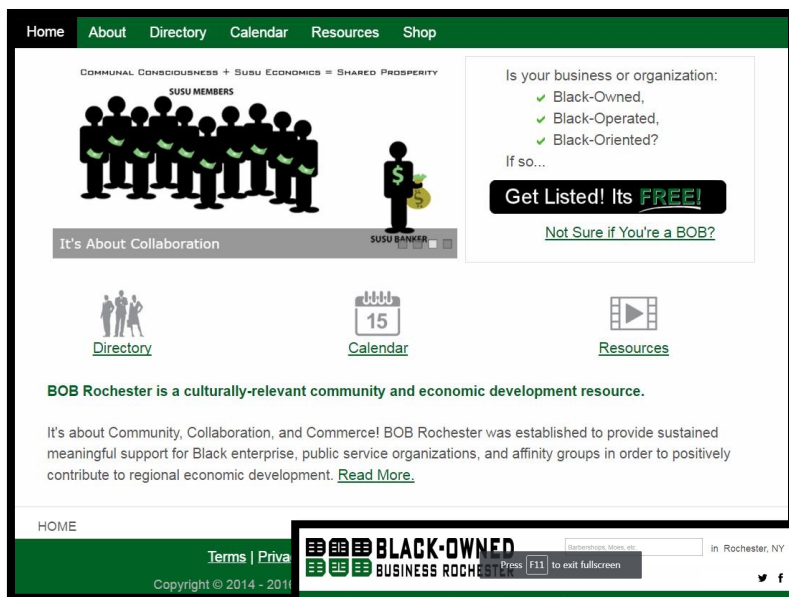 Home About Directory Calendar Resources Shop
Communal Consciousness + Susu Economics = Shared Prosperity
SUSU MEMBERS
$
$
It's About Collaboration
SUSU BANKER
Is your business or organization:
Black-Owned,
Black-Operated,
Black-Oriented?
If so...
Get Listed! Its FREE!
Not Sure if You're a BOB?
15
Directory Calendar Resources
BOB Rochester is a culturally-relevant community and economic development resource.
It's about Community, Collaboration, and Commerce! BOB Rochester was established to provide sustained
meaningful support for Black enterprise, public service organizations, and affinity groups in order to positively
contribute to regional economic development. Read More.
HOME
Terms | Priva
Copyright © 2014 - 2016
BLACK-OWNED
BUSINESS ROCHESTER
Barbershops, Moes, etc.
in Rochester, NY
Press F11 to exit fullscreen